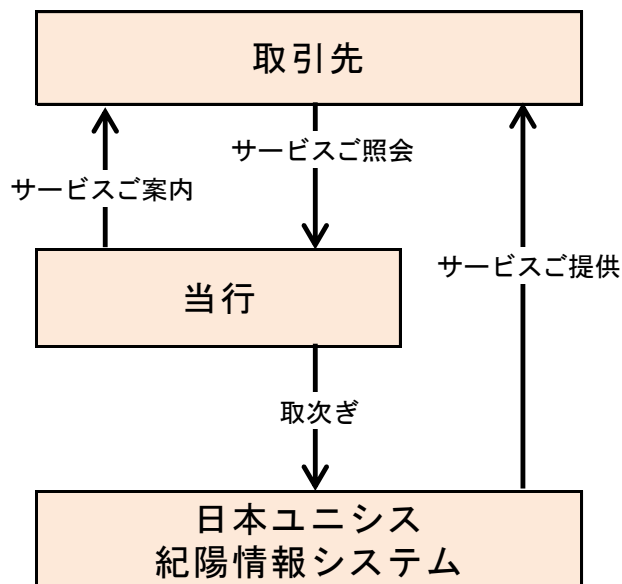 取引先
サービスご照会
サービスご案内
サービスご提供
当行
取次ぎ
日本ユニシス
紀陽情報システム